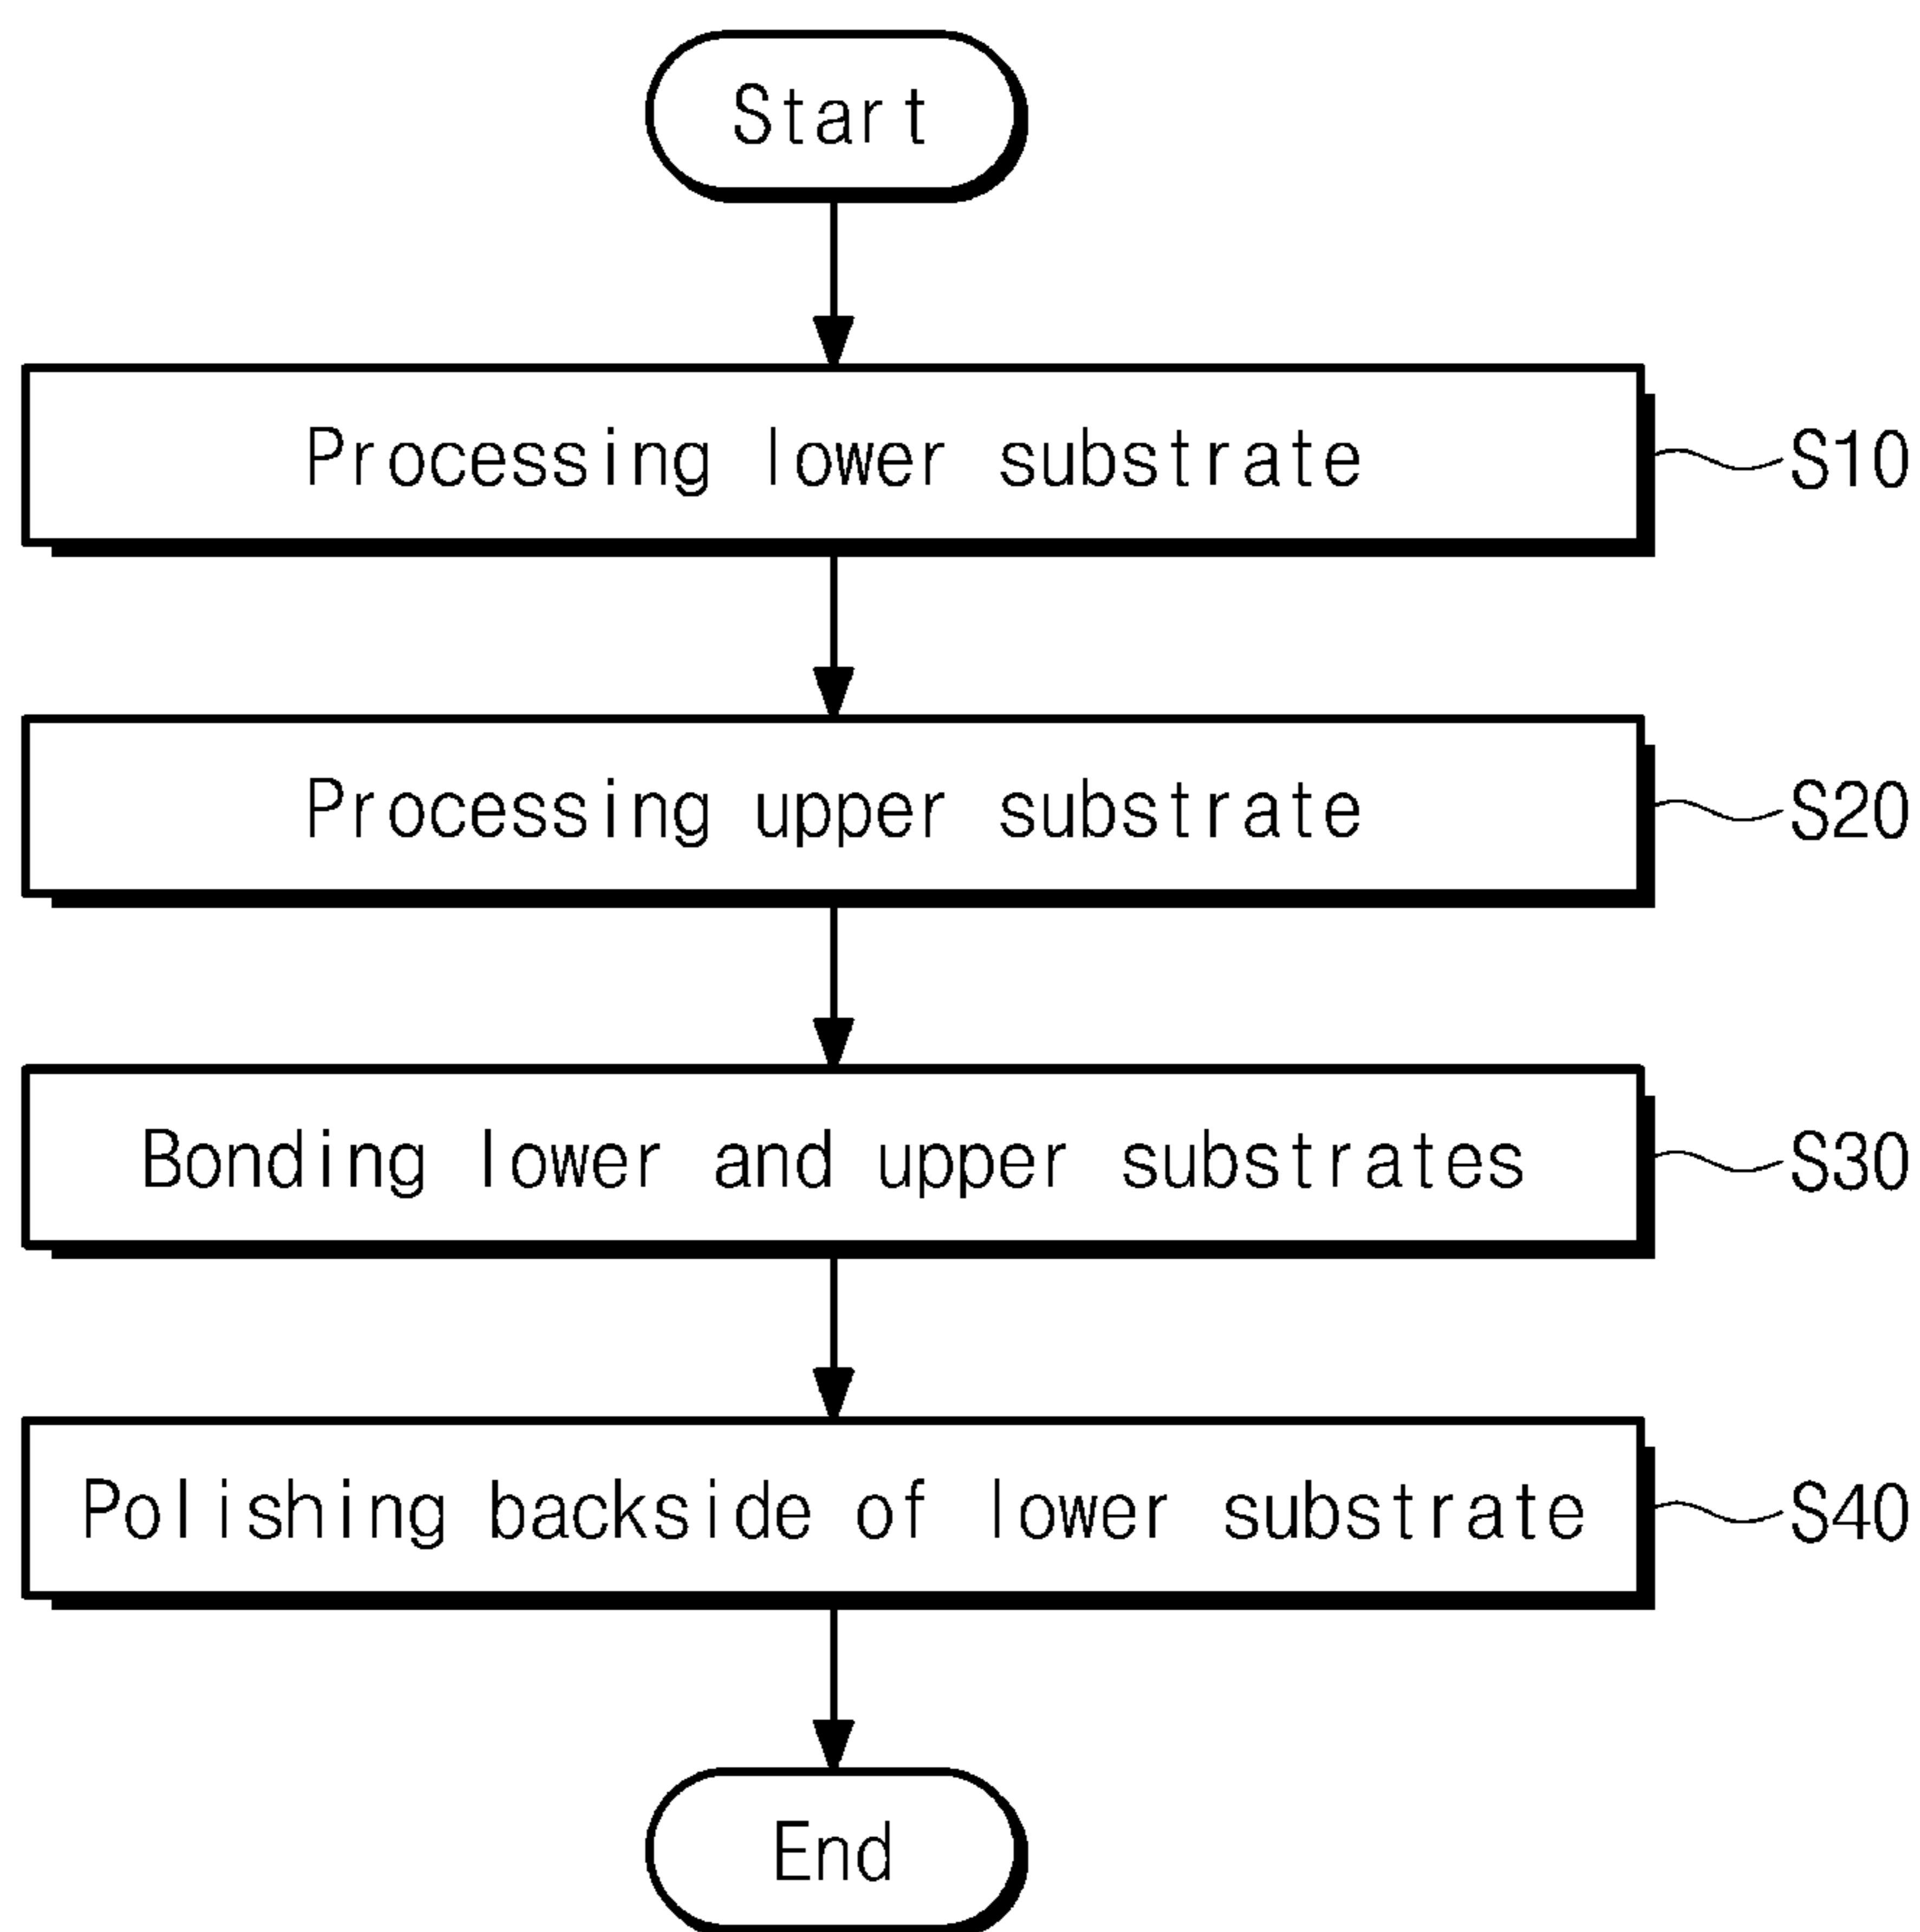 Start
Processing lower substrate
S10
Processing upper substrate
S20
Bonding lower and upper substrates
S30
Polishing backside of lower substrate
S40
End